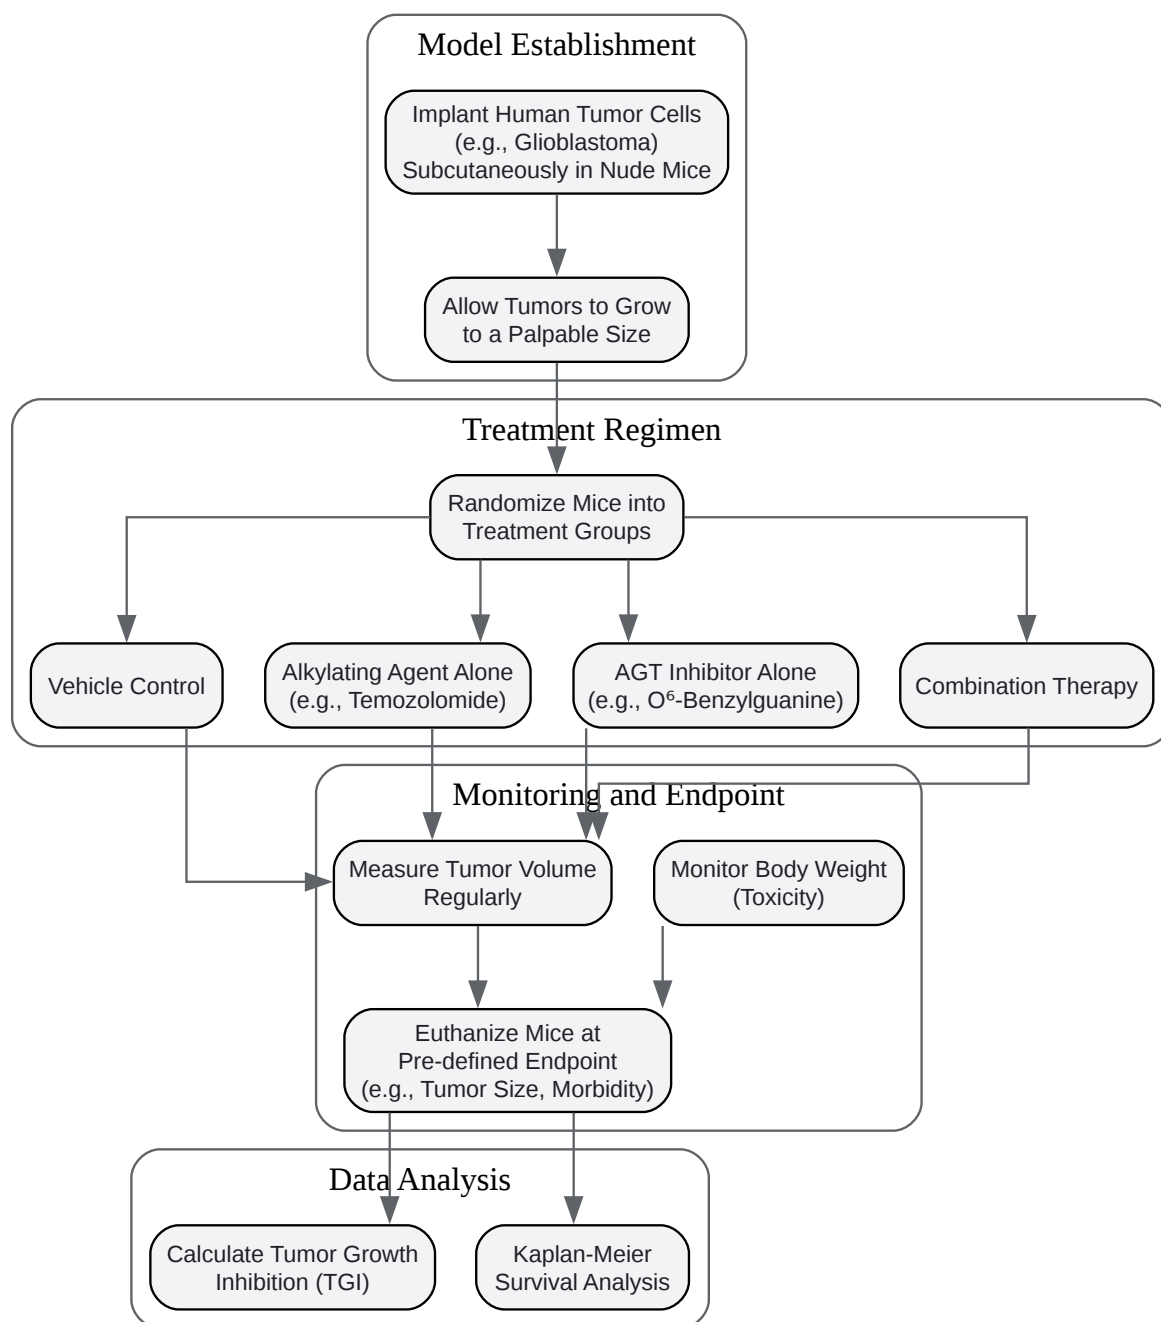 Model Establishment
Implant Human Tumor Cells
(e.g., Glioblastoma)
Subcutaneously in Nude Mice
Allow Tumors to Grow
to a Palpable Size
Treatment Regimen
Randomize Mice into
Treatment Groups
Vehicle Control
Alkylating Agent Alone
(e.g., Temozolomide)
AGT Inhibitor Alone
(e.g., O⁶-Benzylguanine)
Combination Therapy
Monitoring and Endpoint
Measure Tumor Volume
Regularly
Monitor Body Weight
(Toxicity)
Euthanize Mice at
Pre-defined Endpoint
(e.g., Tumor Size, Morbidity)
Data Analysis
Calculate Tumor Growth
Inhibition (TGI)
Kaplan-Meier
Survival Analysis